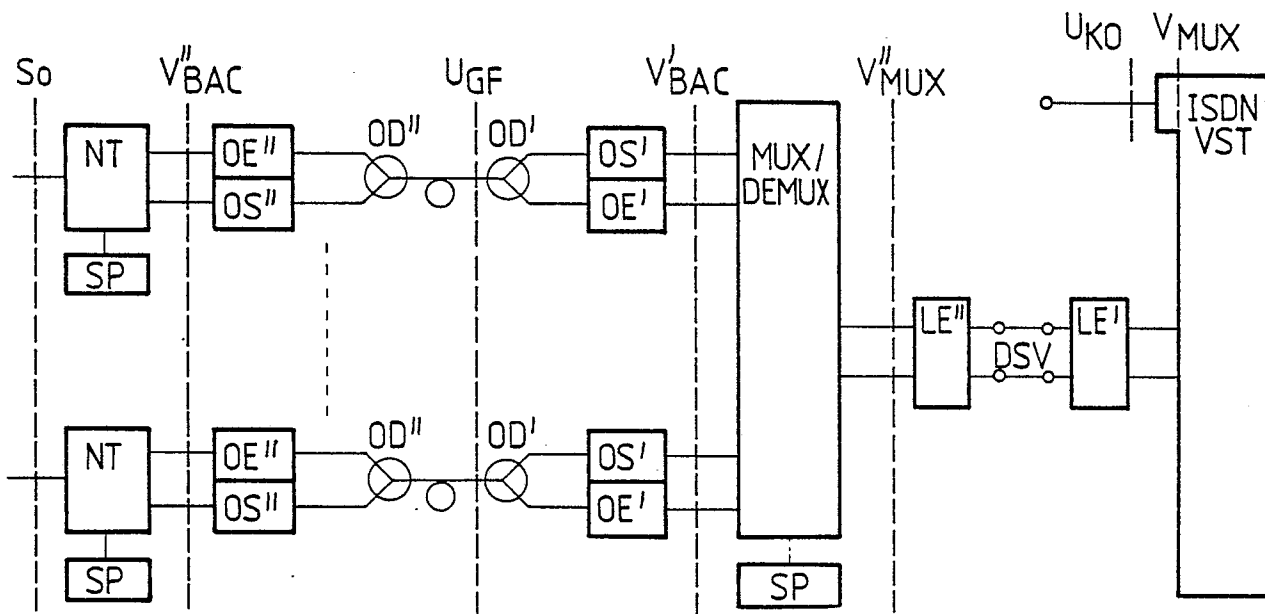 So
V"BAC
UGF
V'BAC
V"MUX
UKO
VMUX
ISDN
VST
NT
OE"
OS"
OD"
OD'
OS'
OE'
MUX/
DEMUX
SP
LE"
DSV
LE'
NT
OE"
OS"
OD"
OD'
OS'
OE'
SP
SP